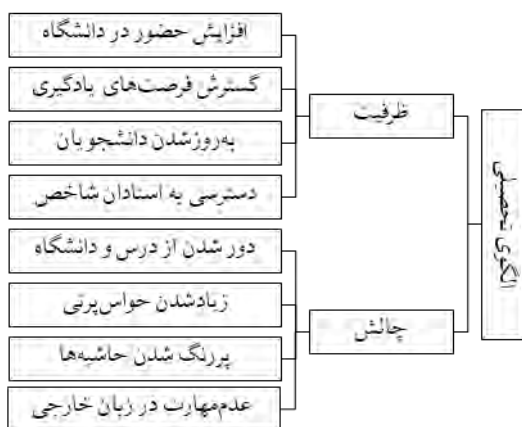 الگوی تحصیلی
ظرفیت
افزایش حضور در دانشگاه
گسترش فرصت‌های یادگیری
به‌روزشدن دانشجویان
دسترسی به استادان شاخص
چالش
دور شدن از درس و دانشگاه
زیادشدن حواس‌پرتی
پررنگ شدن حاشیه‌ها
عدم‌مهارت در زبان خارجی